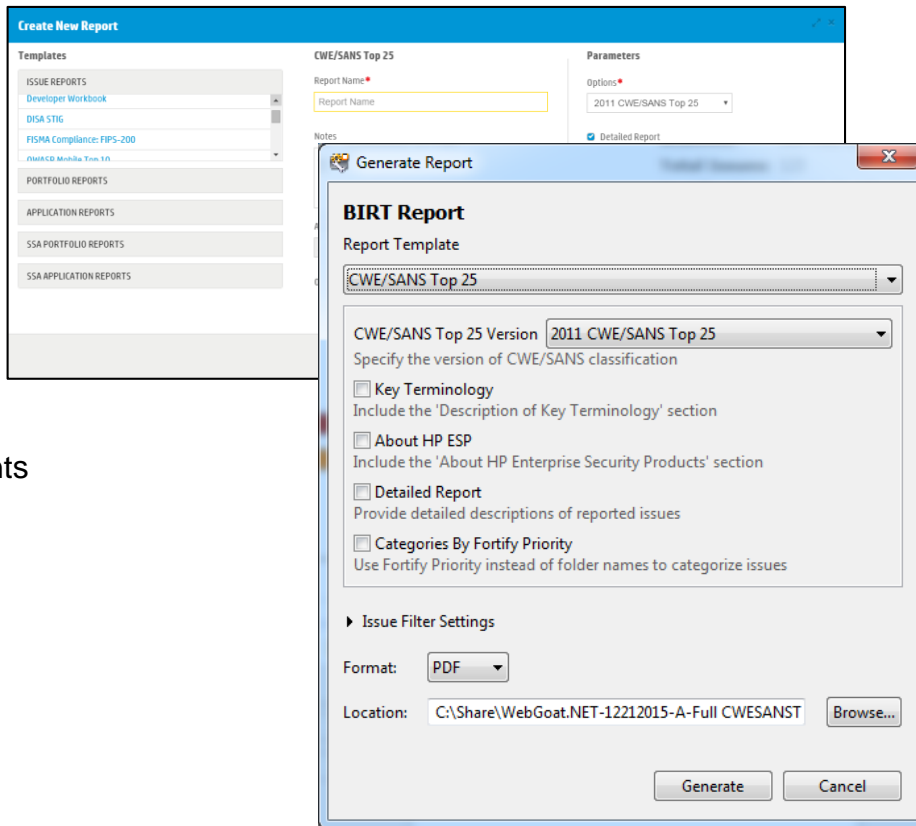 Create New Report
Templates
ISSUE REPORTS
Developer Workbook
DISA STIG
FISMA Compliance: FIPS-200
OWASP Mobile Top 10
PORTFOLIO REPORTS
APPLICATION REPORTS
SSA PORTFOLIO REPORTS
SSA APPLICATION REPORTS
CWE/SANS Top 25
Report Name*
Report Name
Notes
Parameters
Options*
2011 CWE/SANS Top 25
Detailed Report
Generate Report
BIRT Report
Report Template
CWE/SANS Top 25
CWE/SANS Top 25 Version 2011 CWE/SANS Top 25
Specify the version of CWE/SANS classification
Key Terminology
Include the 'Description of Key Terminology' section
About HP ESP
Include the 'About HP Enterprise Security Products' section
Detailed Report
Provide detailed descriptions of reported issues
Categories By Fortify Priority
Use Fortify Priority instead of folder names to categorize issues
Issue Filter Settings
Format: PDF
Location: C:\Share\WebGoat.NET-12212015-A-Full CWESANST Browse...
Generate Cancel
nts